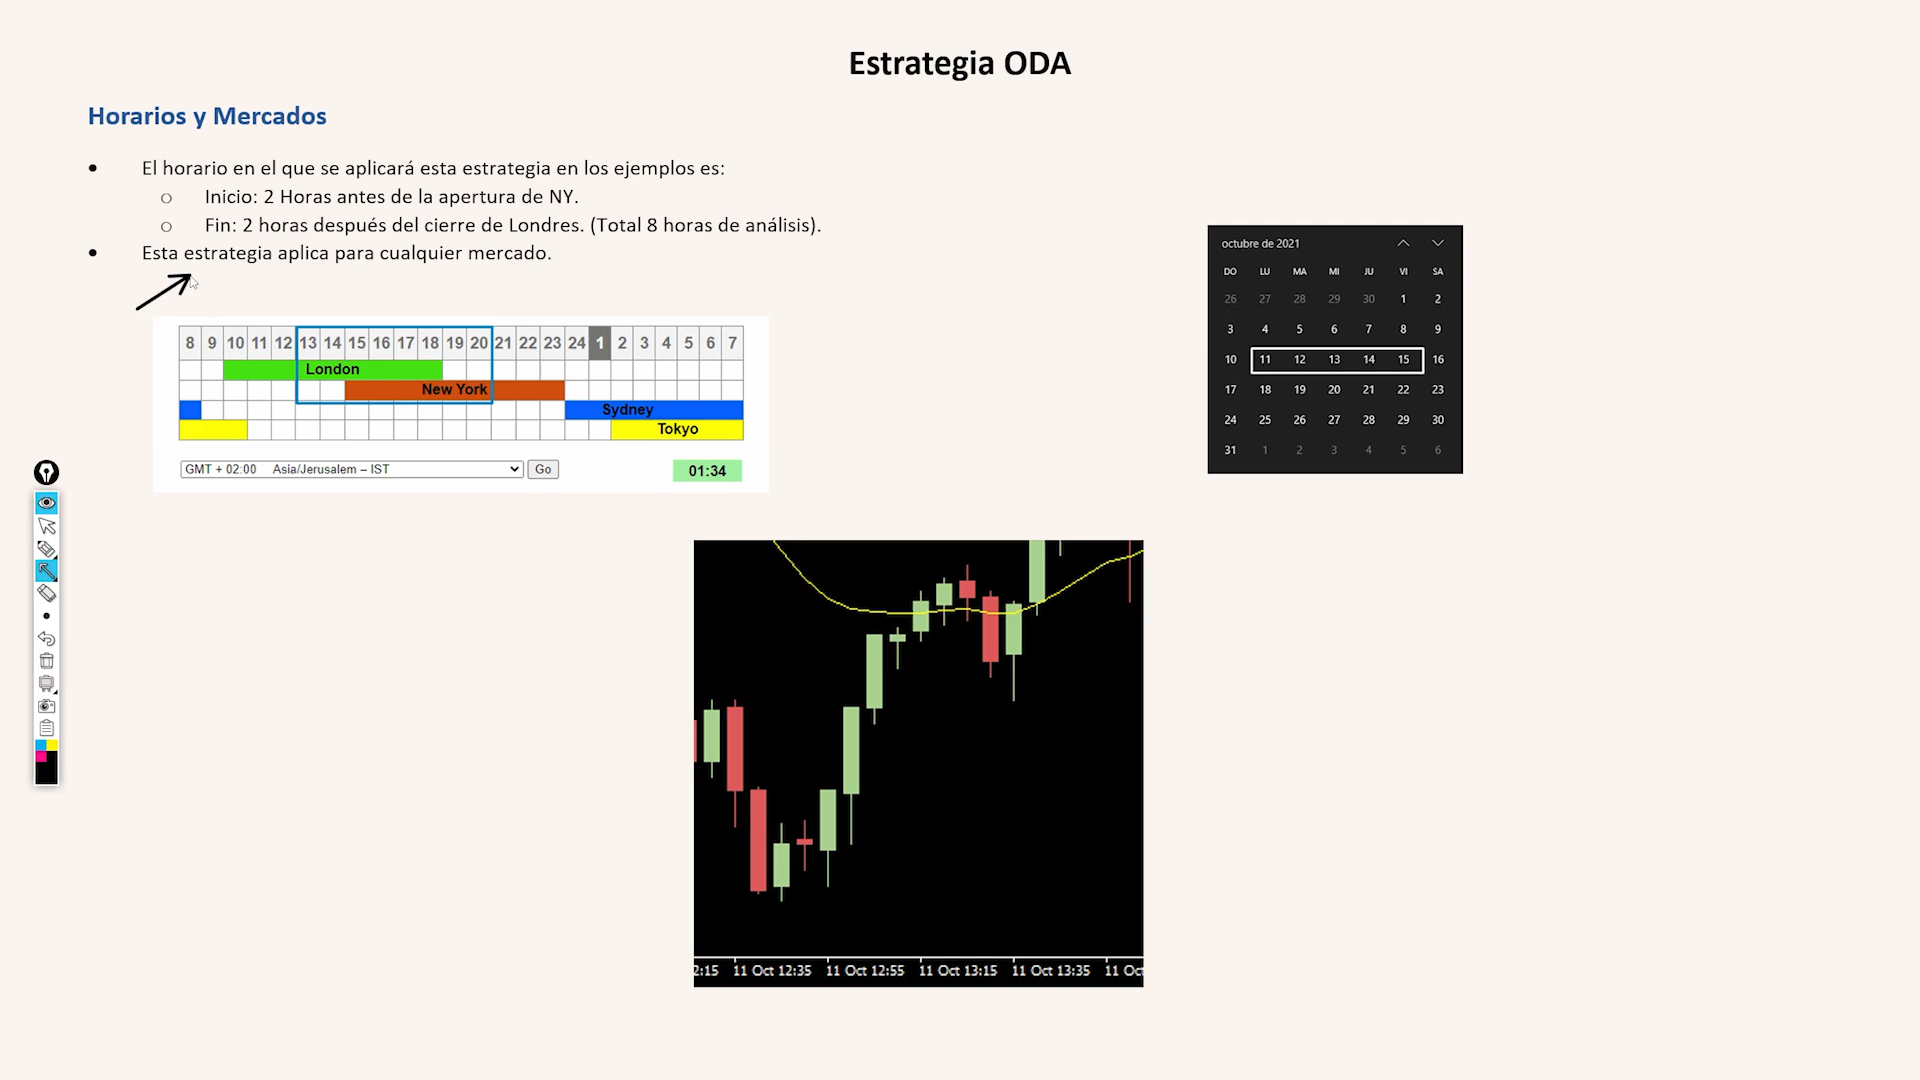 Estrategia ODA
Horarios y Mercados
• El horario en el que se aplicará esta estrategia en los ejemplos es:
o Inicio: 2 Horas antes de la apertura de NY.
o Fin: 2 horas después del cierre de Londres. (Total 8 horas de análisis).
• Esta estrategia aplica para cualquier mercado.
8 9 10 11 12 13 14 15 16 17 18 19 20 21 22 23 24 1 2 3 4 5 6 7
London
New York
Sydney
Tokyo
GMT + 02:00 Asia/Jerusalem – IST Go 01:34
octubre de 2021
DO LU MA MI JU VI SA
26 27 28 29 30 1 2
3 4 5 6 7 8 9
10 11 12 13 14 15 16
17 18 19 20 21 22 23
24 25 26 27 28 29 30
31 1 2 3 4 5 6
2:15 11 Oct 12:35 11 Oct 12:55 11 Oct 13:15 11 Oct 13:35 11 Oc